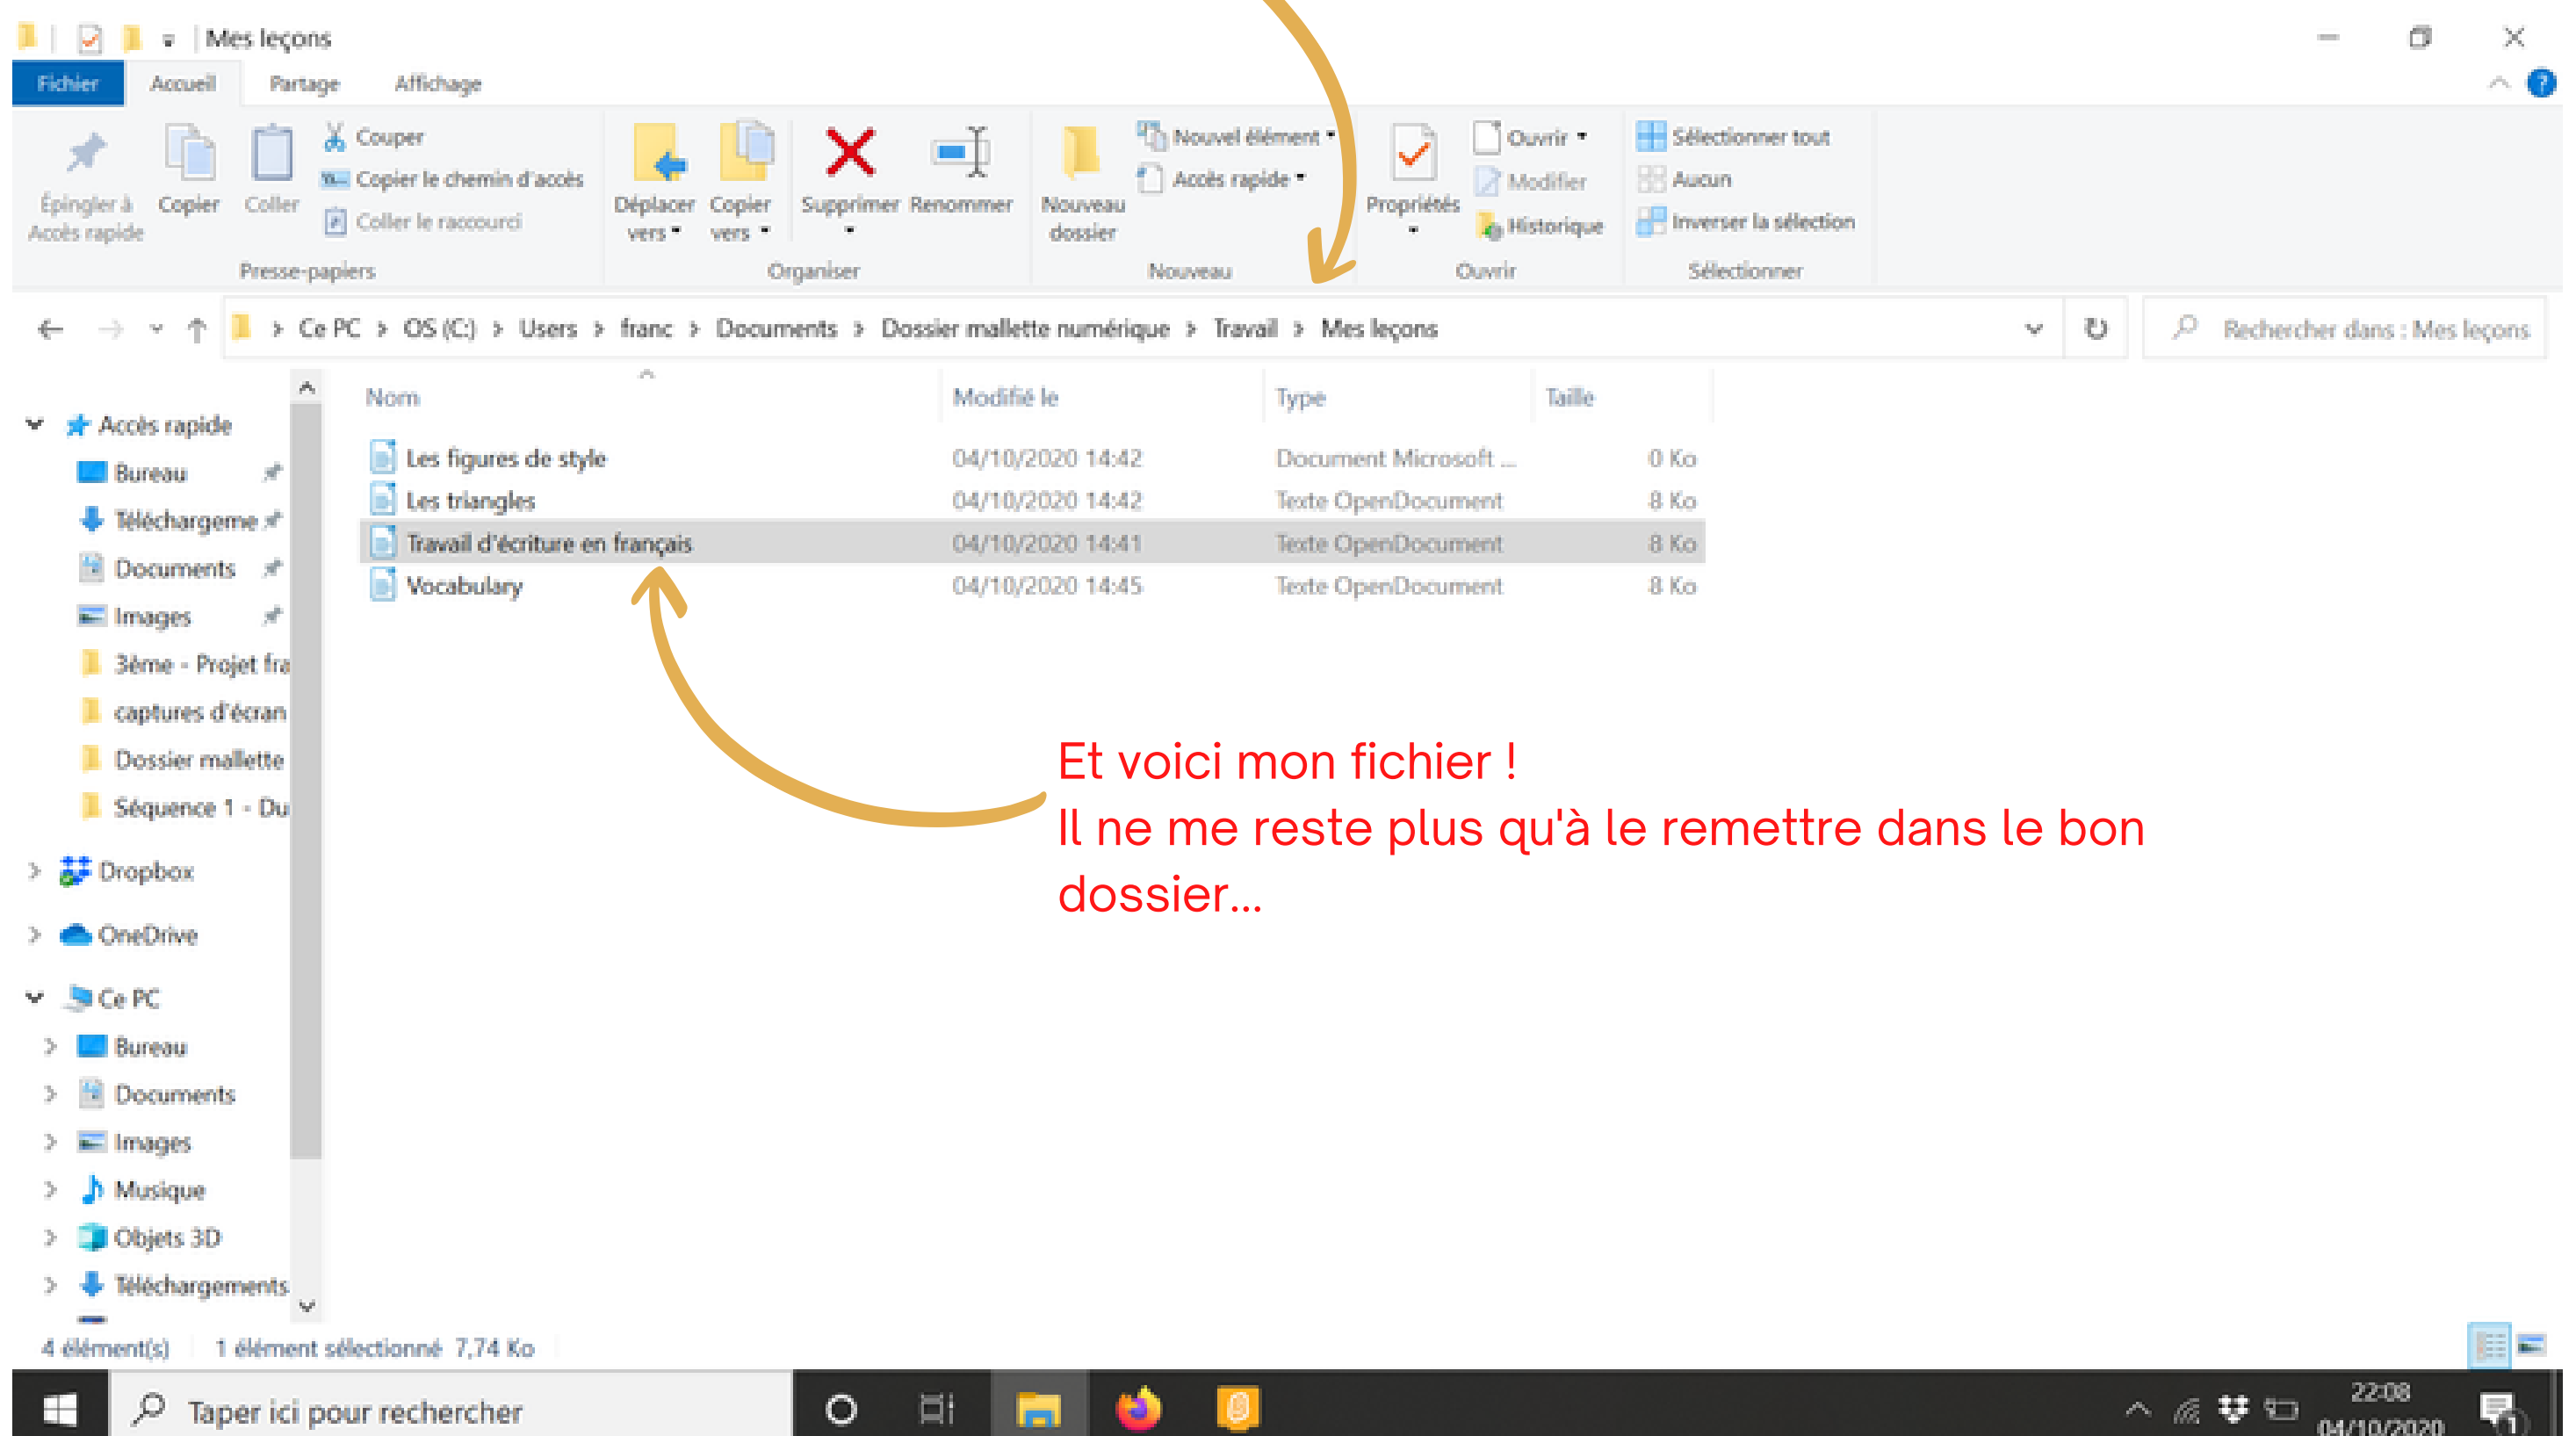 Mes leçons
Fichier Accueil Partage Affichage
Épingler à Accès rapide
Copier
Coller
Couper
Copier le chemin d'accès
Coller le raccourci
Presse-papiers
Déplacer vers
Copier vers
Supprimer
Renommer
Organiser
Nouveau dossier
Nouvel élément
Accès rapide
Nouveau
Propriétés
Ouvrir
Modifier
Historique
Ouvrir
Sélectionner tout
Aucun
Inverser la sélection
Sélectionner
> Ce PC > OS (C:) > Users > franc > Documents > Dossier mallette numérique > Travail > Mes leçons
Rechercher dans : Mes leçons
Accès rapide
Bureau
Téléchargeme
Documents
Images
3ème - Projet fra
captures d'écran
Dossier mallette
Séquence 1 - Du
Dropbox
OneDrive
Ce PC
Bureau
Documents
Images
Musique
Objets 3D
Téléchargements
Nom Modifié le Type Taille
Les figures de style 04/10/2020 14:42 Document Microsoft ... 0 Ko
Les triangles 04/10/2020 14:42 Texte OpenDocument 8 Ko
Travail d'écriture en français 04/10/2020 14:41 Texte OpenDocument 8 Ko
Vocabulary 04/10/2020 14:45 Texte OpenDocument 8 Ko
Et voici mon fichier !
Il ne me reste plus qu'à le remettre dans le bon
dossier...
4 élément(s) 1 élément sélectionné 7,74 Ko
Taper ici pour rechercher
22:08
04/10/2020
1